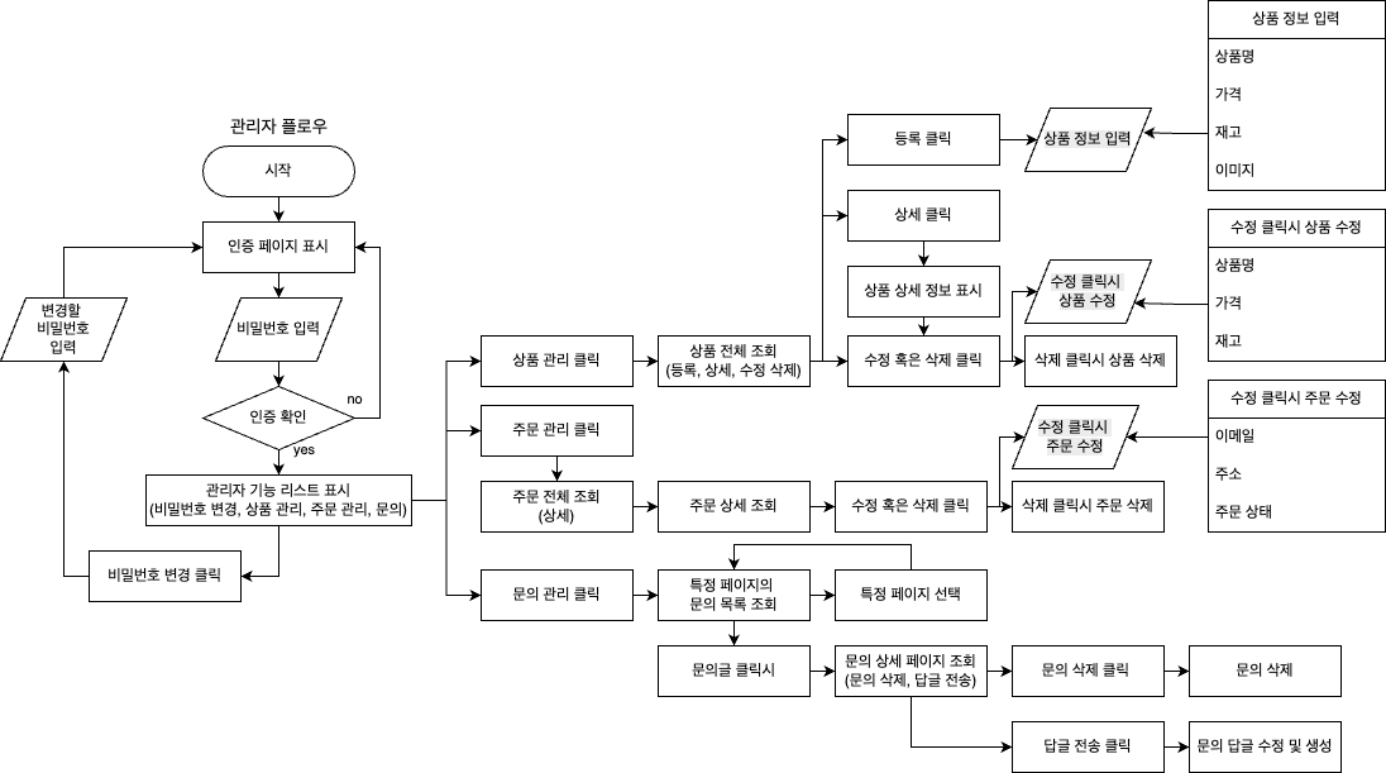 관리자 플로우
시작
인증 페이지 표시
변경할
비밀번호
입력
비밀번호 입력
인증 확인
no
yes
관리자 기능 리스트 표시
(비밀번호 변경, 상품 관리, 주문 관리, 문의)
비밀번호 변경 클릭
상품 관리 클릭
상품 전체 조회
(등록, 상세, 수정 삭제)
등록 클릭
상품 정보 입력
상세 클릭
상품 상세 정보 표시
수정 혹은 삭제 클릭
수정 클릭시
상품 수정
삭제 클릭시 상품 삭제
주문 관리 클릭
주문 전체 조회
(상세)
주문 상세 조회
수정 혹은 삭제 클릭
수정 클릭시
주문 수정
삭제 클릭시 주문 삭제
문의 관리 클릭
특정 페이지의
문의 목록 조회
특정 페이지 선택
문의글 클릭시
문의 상세 페이지 조회
(문의 삭제, 답글 전송)
문의 삭제 클릭
문의 삭제
답글 전송 클릭
문의 답글 수정 및 생성
상품 정보 입력
상품명
가격
재고
이미지
수정 클릭시 상품 수정
상품명
가격
재고
수정 클릭시 주문 수정
이메일
주소
주문 상태